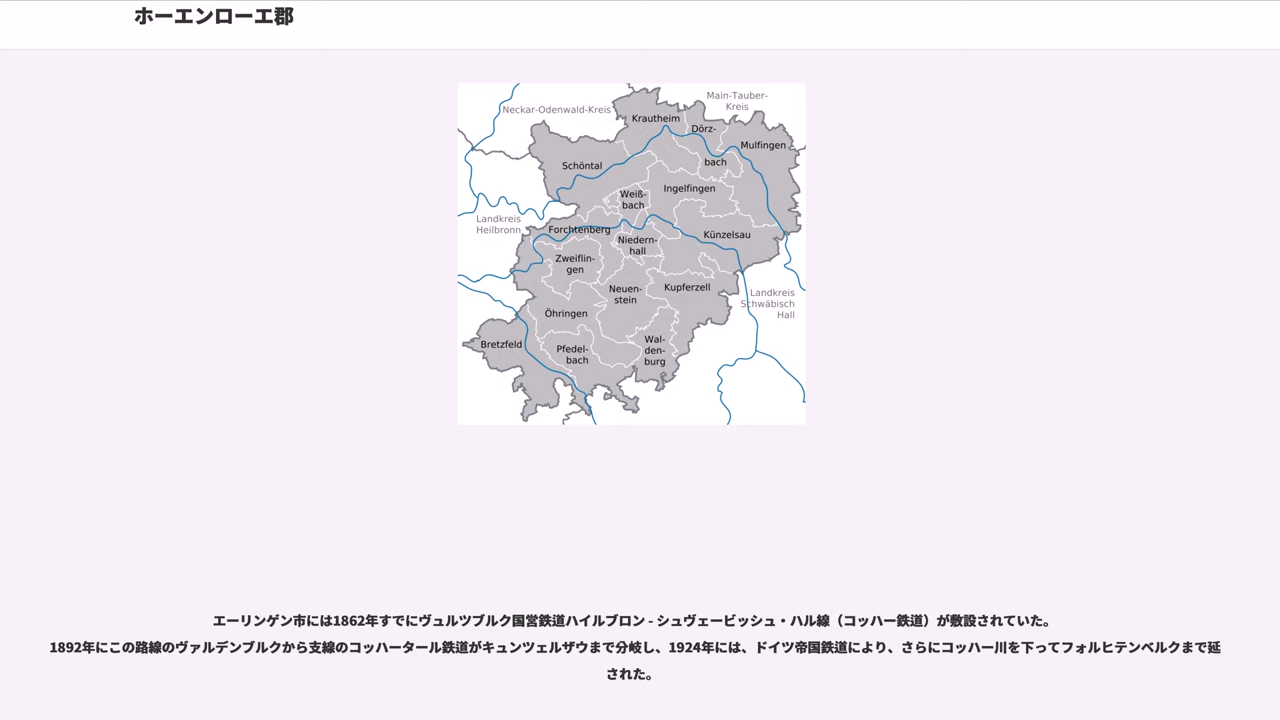 ホーエンローエ郡
Neckar-Odenwald-Kreis
Main-Tauber-
Kreis
Krautheim
Dörz-
bach
Mulfingen
Schöntal
Ingelfingen
Weiß-
bach
Landkreis
Heilbronn
Forchtenberg
Niedern-
hall
Künzelsau
Zweiflin-
gen
Neuen-
stein
Kupferzell
Landkreis
Schwäbisch
Hall
Öhringen
Bretzfeld
Pfedel-
bach
Wal-
den-
burg
エーリンゲン市には1862年すでにヴュルツブルク国営鉄道ハイルブロン - シュヴェービッシュ・ハル線（コッハー鉄道）が敷設されていた。
1892年にこの路線のヴァルデンブルクから支線のコッハータール鉄道がキュンツェルザウまで分岐し、1924年には、ドイツ帝国鉄道により、さらにコッハー川を下ってフォルヒテンベルクまで延
された。